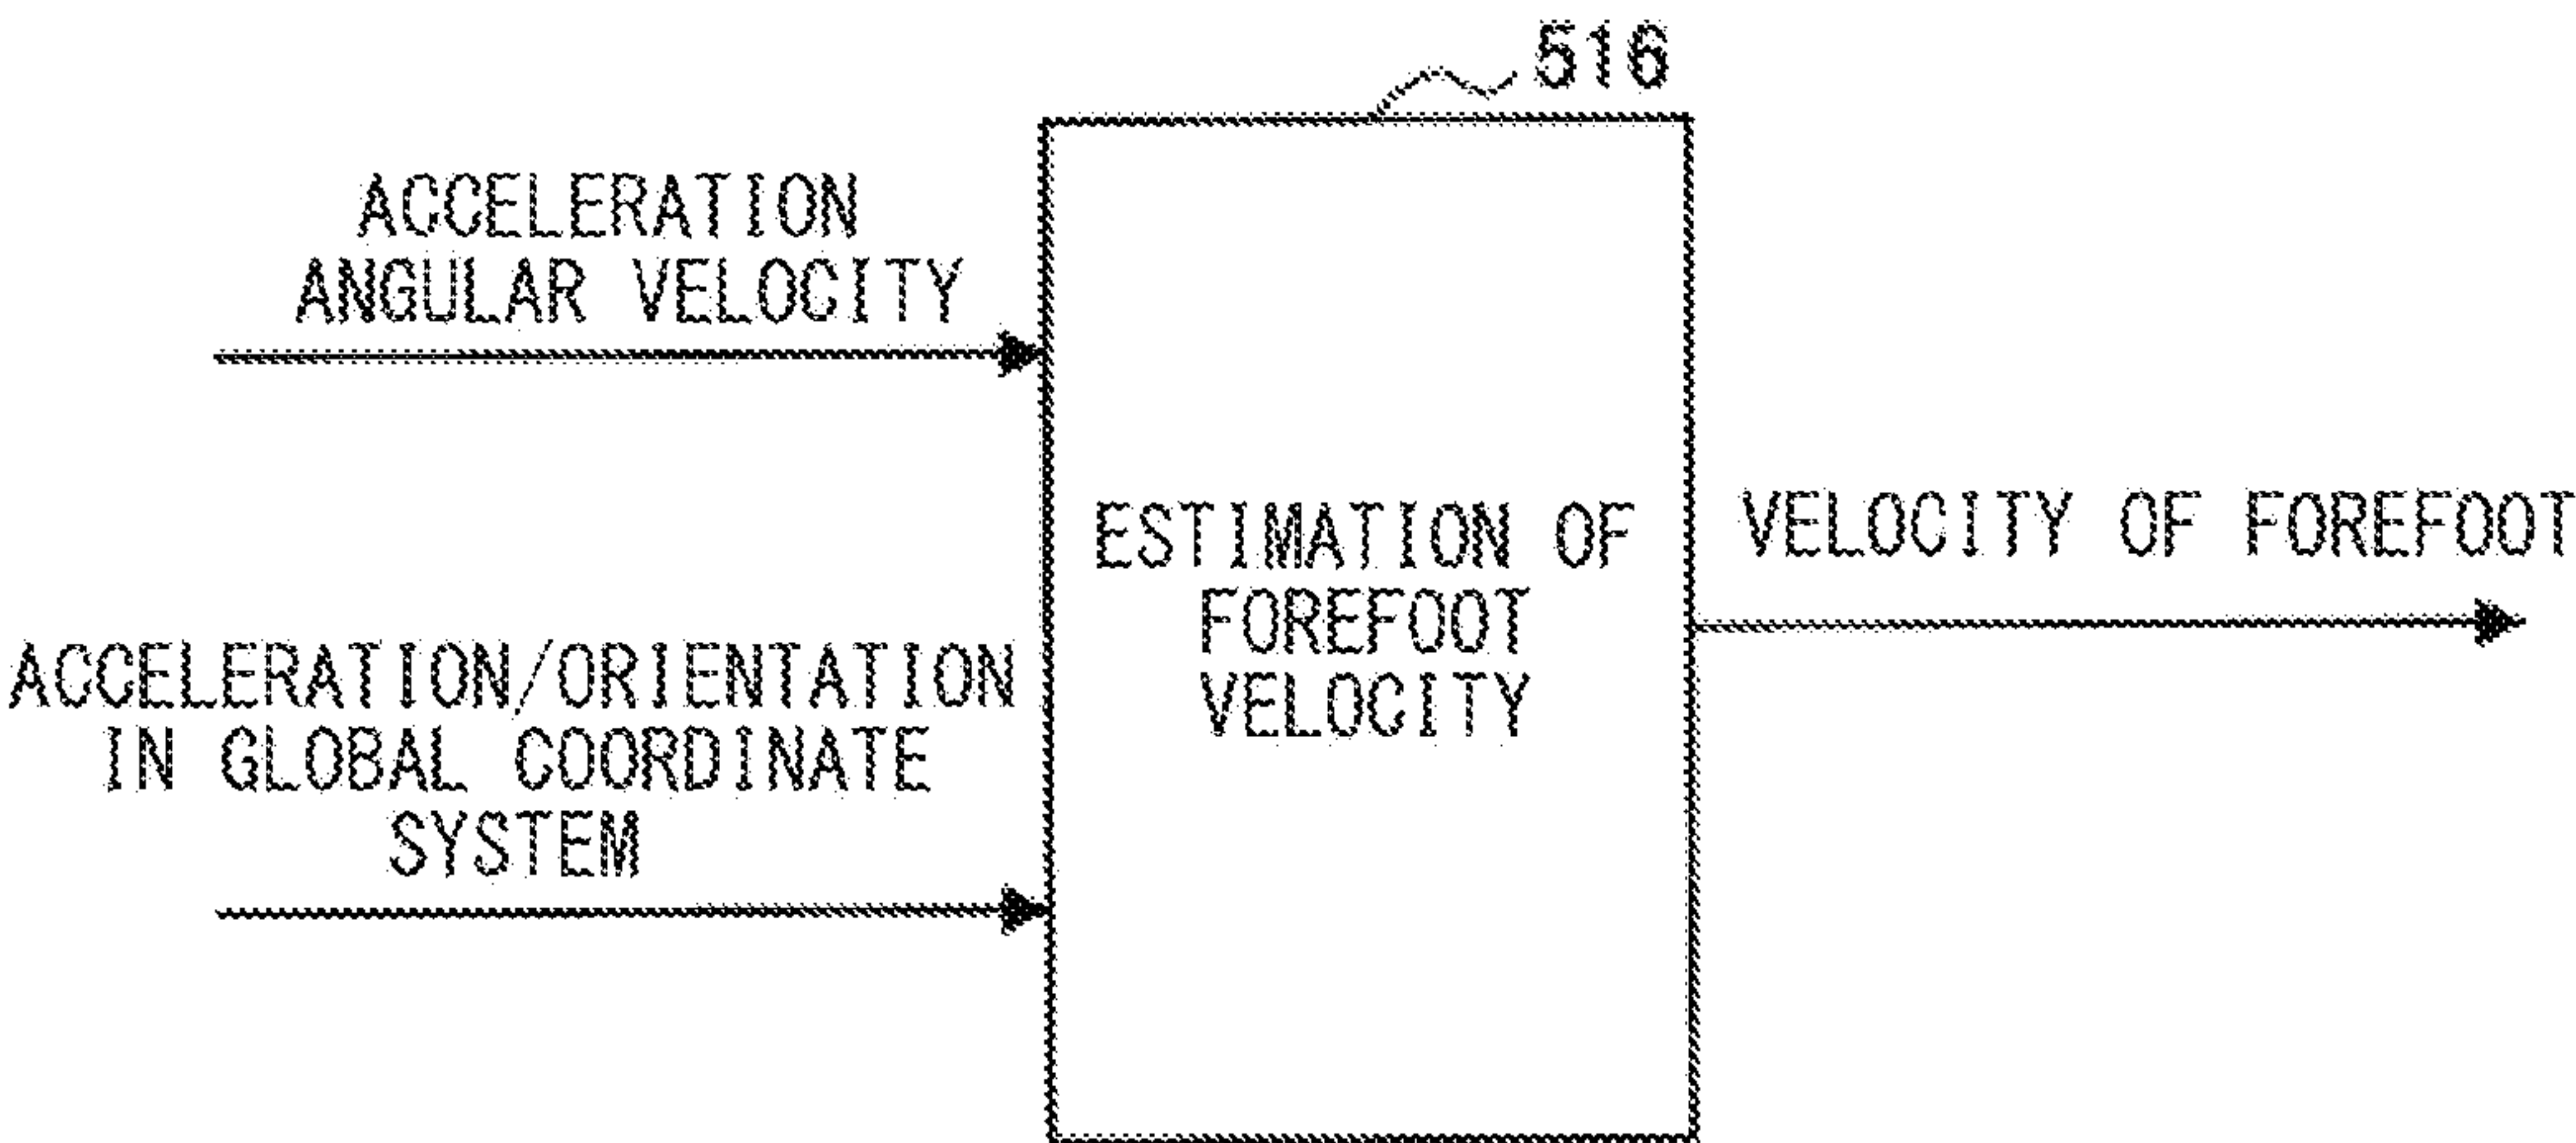 516
ACCELERATION
ANGULAR VELOCITY
ACCELERATION/ORIENTATION
IN GLOBAL COORDINATE
SYSTEM
ESTIMATION OF
FOREFOOT
VELOCITY
VELOCITY OF FOREFOOT